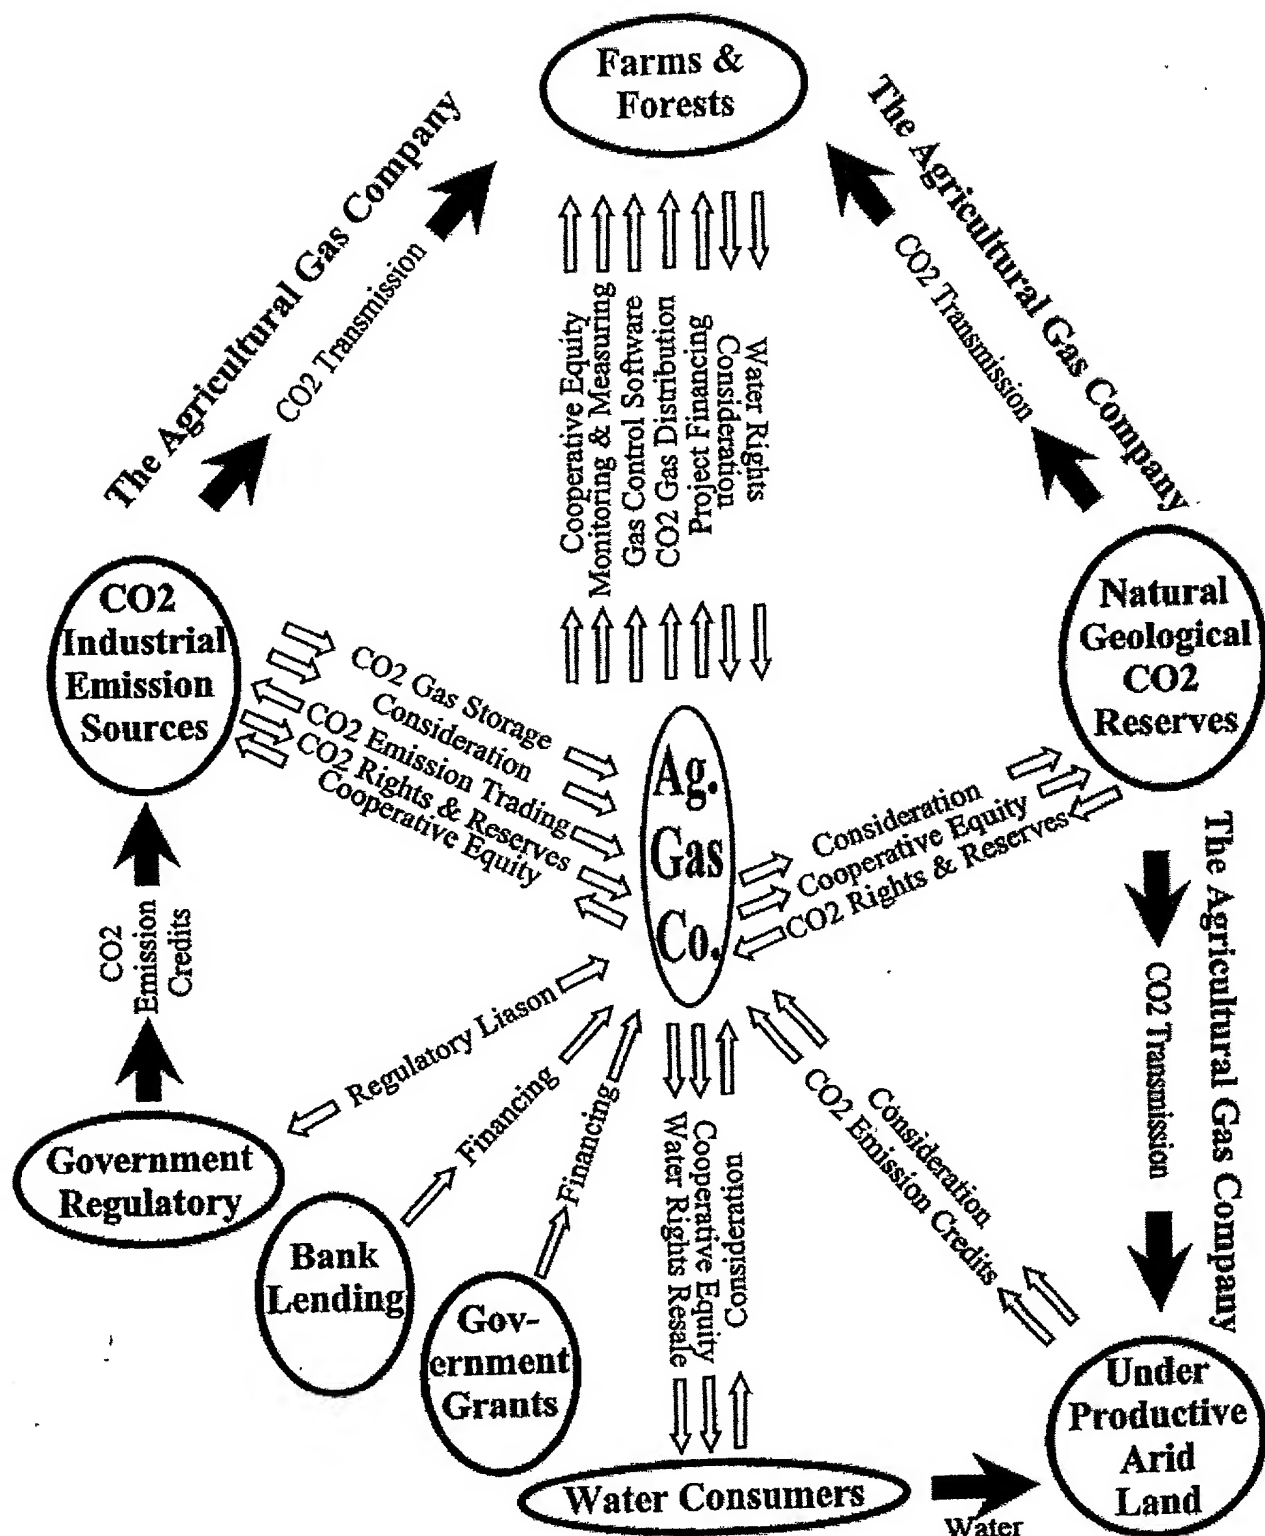 Farms &
Forests
The Agricultural Gas Company
CO2 Transmission
The Agricultural Gas Company
CO2 Transmission
Cooperative Equity
Monitoring & Measuring
Gas Control Software
CO2 Gas Distribution
Project Financing
Consideration
Water Rights
CO2
Industrial
Emission
Sources
Natural
Geological
CO2
Reserves
CO2 Gas Storage
Consideration
CO2 Emission Trading
CO2 Rights & Reserves
Cooperative Equity
Ag.
Gas
Co.
Consideration
Cooperative Equity
CO2 Rights & Reserves
CO2
Emission
Credits
The Agricultural Gas Company
CO2 Transmission
Regulatory Liason
Financing
Financing
Consideration
Cooperative Equity
Water Rights Resale
Consideration
CO2 Emission Credits
Government
Regulatory
Bank
Lending
Gov-
ernment
Grants
Under
Productive
Arid
Land
Water Consumers
Water